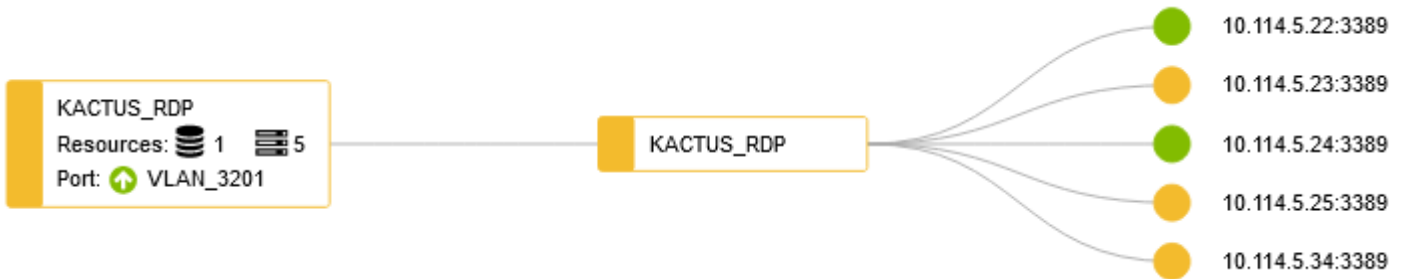 KACTUS_RDP
Resources: 1 5
Port: VLAN_3201
KACTUS_RDP
10.114.5.22:3389
10.114.5.23:3389
10.114.5.24:3389
10.114.5.25:3389
10.114.5.34:3389